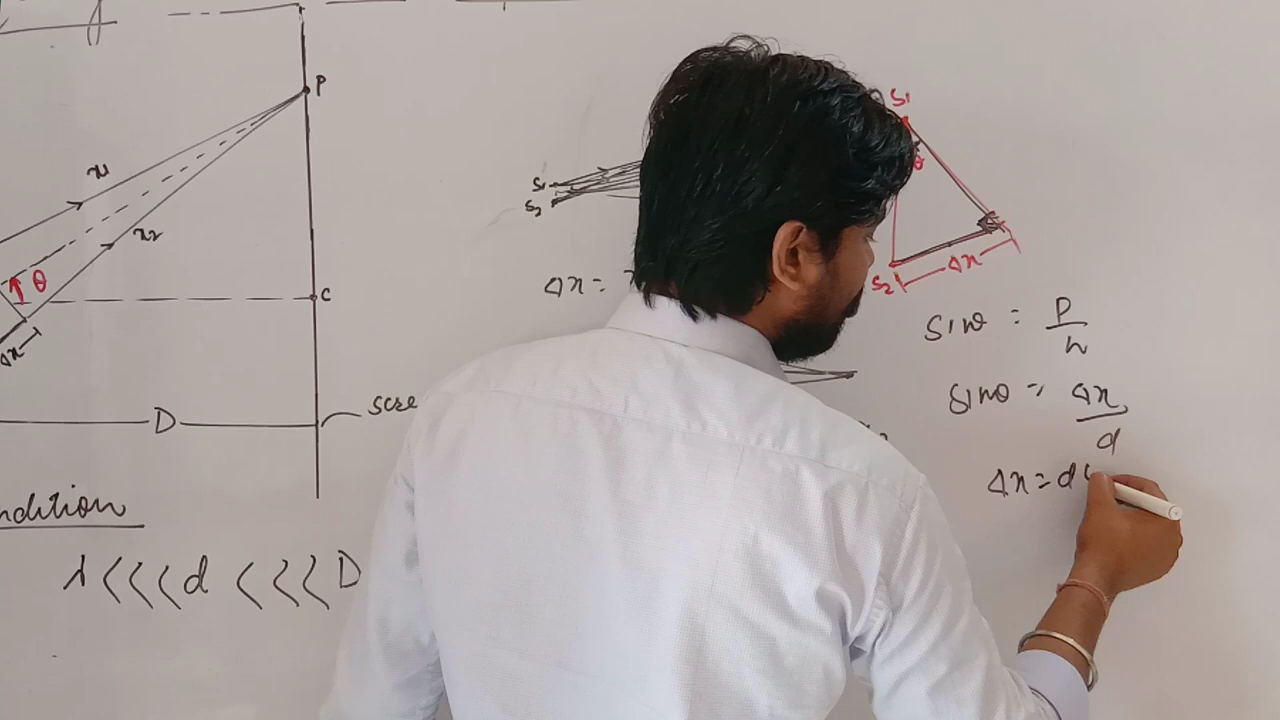 P
x1
x2
θ
Δx
C
D
scre
ndition
λ <<< d <<< D
S1
S2
Δx =
S1
θ
S2
Δx
sinθ = P/h
sinθ = Δx/d
Δx = d